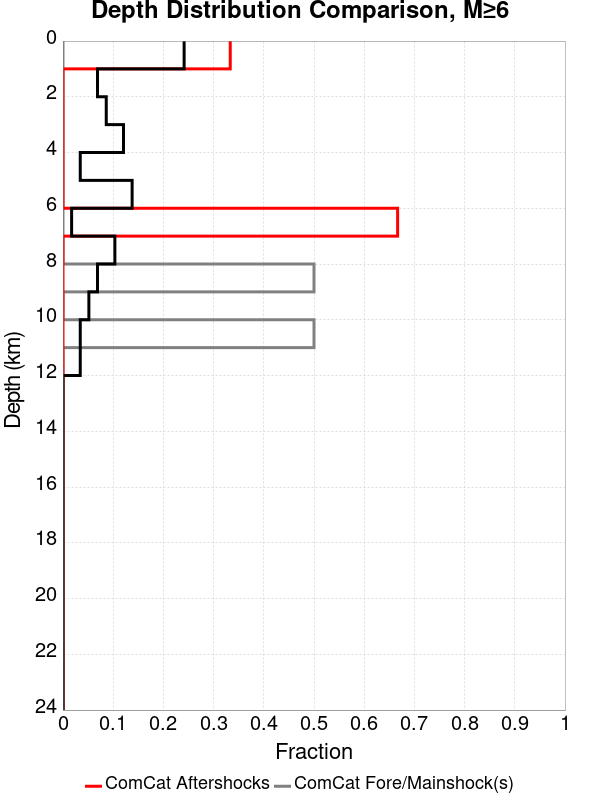 Depth Distribution Comparison, M≥6
0
2
4
6
8
10
12
14
16
18
20
22
24
Depth (km)
0 0.1 0.2 0.3 0.4 0.5 0.6 0.7 0.8 0.9 1
Fraction
ComCat Aftershocks ComCat Fore/Mainshock(s)